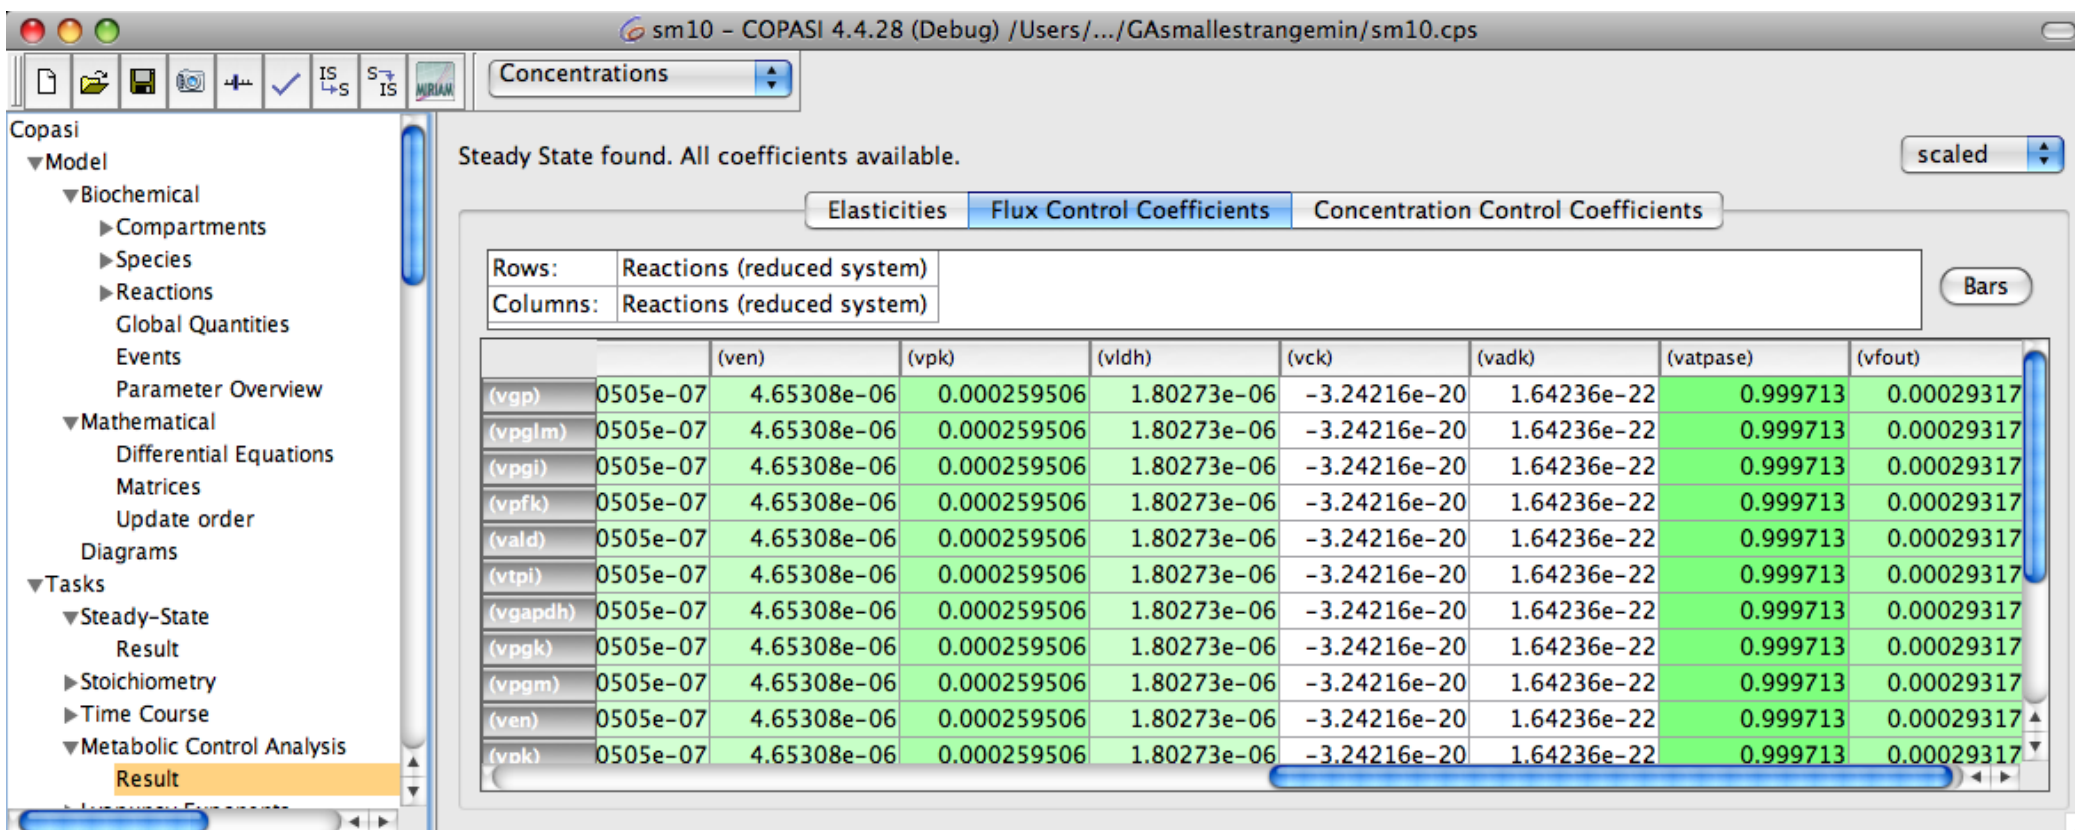 sm10 - COPASI 4.4.28 (Debug) /Users/.../GAsmallestrangemin/sm10.cps
IS S S IS MIRIAM Concentrations
Copasi
Model
Biochemical
Compartments
Species
Reactions
Global Quantities
Events
Parameter Overview
Mathematical
Differential Equations
Matrices
Update order
Diagrams
Tasks
Steady-State
Result
Stoichiometry
Time Course
Metabolic Control Analysis
Result
Steady State found. All coefficients available.
scaled
Elasticities Flux Control Coefficients Concentration Control Coefficients
Rows: Reactions (reduced system)
Columns: Reactions (reduced system)
Bars
(ven) (vpk) (vldh) (vck) (vadk) (vatpase) (vfout)
(vgp) 0505e-07 4.65308e-06 0.000259506 1.80273e-06 -3.24216e-20 1.64236e-22 0.999713 0.00029317
(vpglm) 0505e-07 4.65308e-06 0.000259506 1.80273e-06 -3.24216e-20 1.64236e-22 0.999713 0.00029317
(vpgi) 0505e-07 4.65308e-06 0.000259506 1.80273e-06 -3.24216e-20 1.64236e-22 0.999713 0.00029317
(vpfk) 0505e-07 4.65308e-06 0.000259506 1.80273e-06 -3.24216e-20 1.64236e-22 0.999713 0.00029317
(vald) 0505e-07 4.65308e-06 0.000259506 1.80273e-06 -3.24216e-20 1.64236e-22 0.999713 0.00029317
(vtpi) 0505e-07 4.65308e-06 0.000259506 1.80273e-06 -3.24216e-20 1.64236e-22 0.999713 0.00029317
(vgapdh) 0505e-07 4.65308e-06 0.000259506 1.80273e-06 -3.24216e-20 1.64236e-22 0.999713 0.00029317
(vpgk) 0505e-07 4.65308e-06 0.000259506 1.80273e-06 -3.24216e-20 1.64236e-22 0.999713 0.00029317
(vpgm) 0505e-07 4.65308e-06 0.000259506 1.80273e-06 -3.24216e-20 1.64236e-22 0.999713 0.00029317
(ven) 0505e-07 4.65308e-06 0.000259506 1.80273e-06 -3.24216e-20 1.64236e-22 0.999713 0.00029317
(vpk) 0505e-07 4.65308e-06 0.000259506 1.80273e-06 -3.24216e-20 1.64236e-22 0.999713 0.00029317